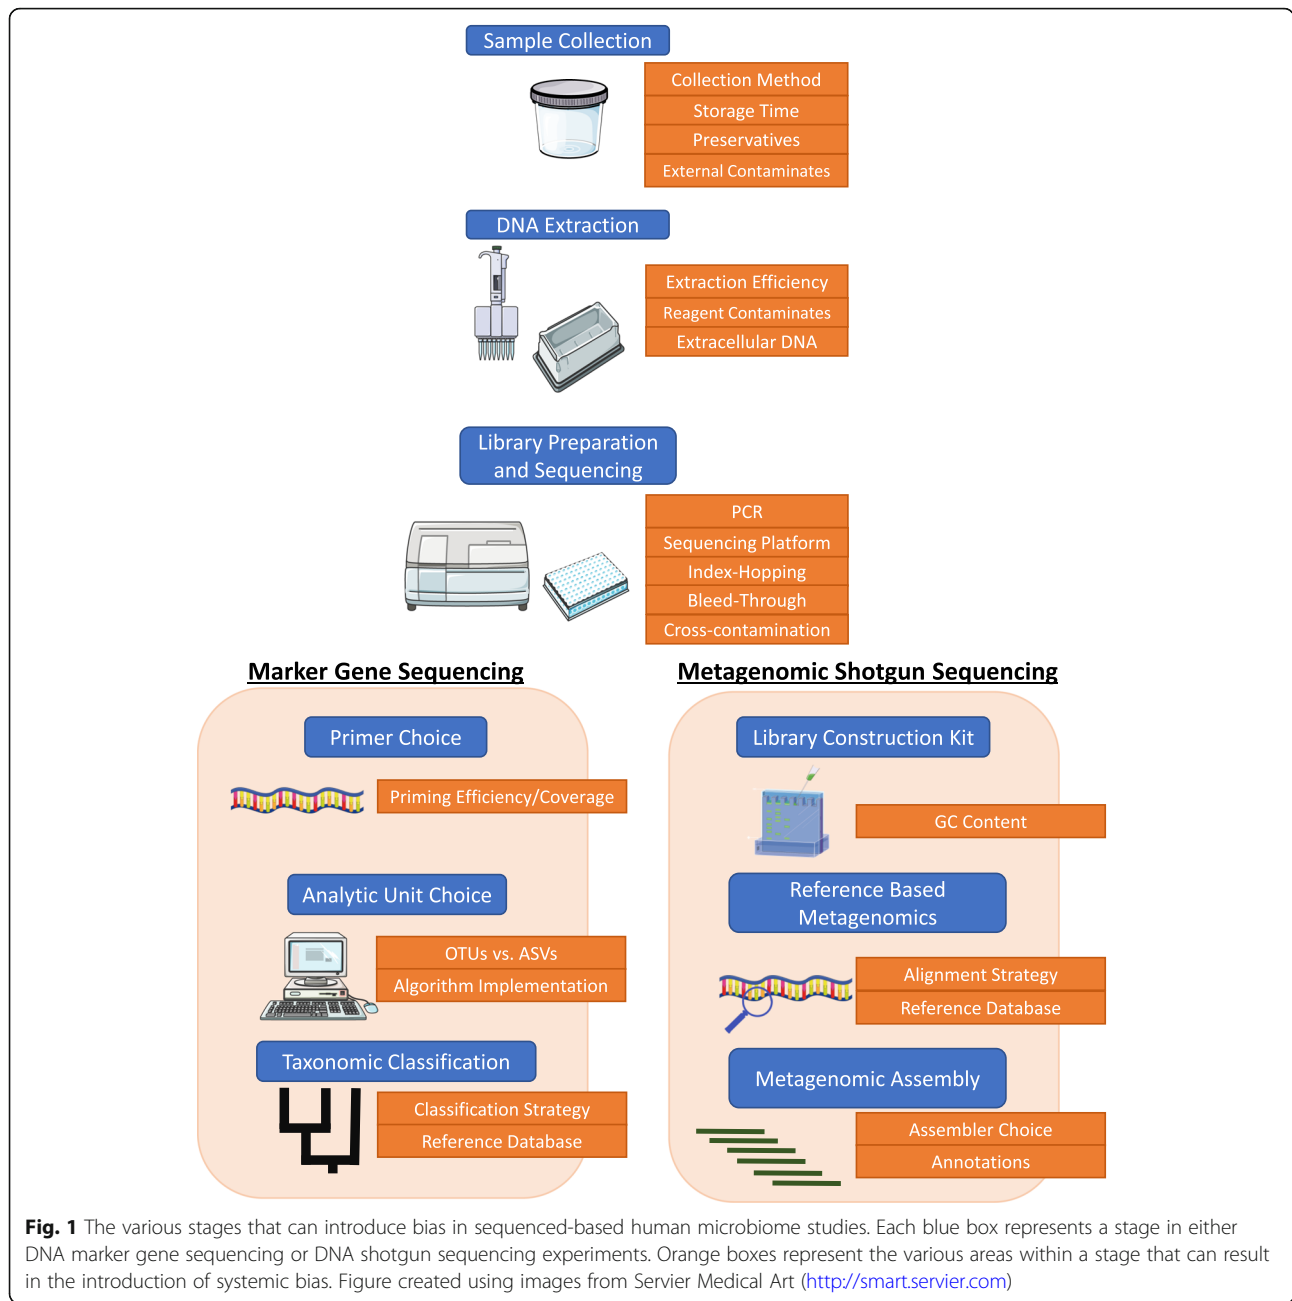 Sample Collection
Collection Method
Storage Time
Preservatives
External Contaminates
DNA Extraction
Extraction Efficiency
Reagent Contaminates
Extracellular DNA
Library Preparation
and Sequencing
PCR
Sequencing Platform
Index-Hopping
Bleed-Through
Cross-contamination
Marker Gene Sequencing
Primer Choice
Priming Efficiency/Coverage
Analytic Unit Choice
OTUs vs. ASVs
Algorithm Implementation
Taxonomic Classification
Classification Strategy
Reference Database
Metagenomic Shotgun Sequencing
Library Construction Kit
GC Content
Reference Based
Metagenomics
Alignment Strategy
Reference Database
Metagenomic Assembly
Assembler Choice
Annotations
Fig. 1 The various stages that can introduce bias in sequenced-based human microbiome studies. Each blue box represents a stage in either
DNA marker gene sequencing or DNA shotgun sequencing experiments. Orange boxes represent the various areas within a stage that can result
in the introduction of systemic bias. Figure created using images from Servier Medical Art (http://smart.servier.com)